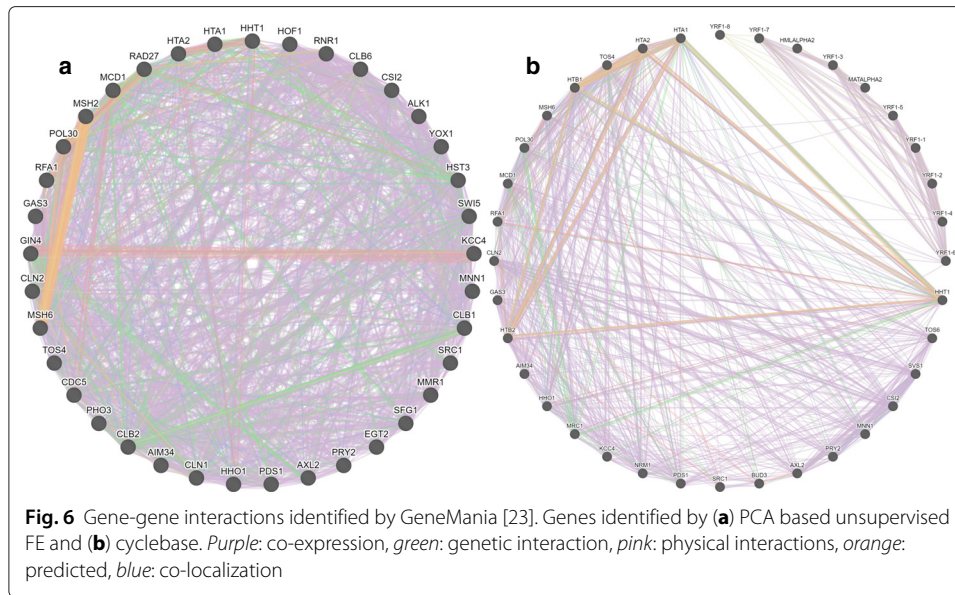 a
HHT1
HOF1
RNR1
CLB6
CSI2
ALK1
YOX1
HST3
SWI5
KCC4
MNN1
CLB1
SRC1
MMR1
SFG1
EGT2
PRY2
AXL2
PDS1
HHO1
CLN1
AIM34
CLB2
PHO3
CDC5
TOS4
MSH6
CLN2
GIN4
GAS3
RFA1
POL30
MSH2
MCD1
RAD27
HTA2
HTA1
b
YRF1-8
YRF1-7
HMLALPHA2
YRF1-3
MATALPHA2
YRF1-5
YRF1-1
YRF1-2
YRF1-4
YRF1-6
HHT1
TOS6
SVS1
CSI2
MNN1
PRY2
AXL2
BUD3
SRC1
PDS1
NRM1
KCC4
MRC1
HHO1
AIM34
HTB2
GAS3
CLN2
RFA1
MCD1
POL30
MSH6
HTB1
TOS4
HTA2
HTA1
Fig. 6 Gene-gene interactions identified by GeneMania [23]. Genes identified by (a) PCA based unsupervised
FE and (b) cyclebase. Purple: co-expression, green: genetic interaction, pink: physical interactions, orange:
predicted, blue: co-localization